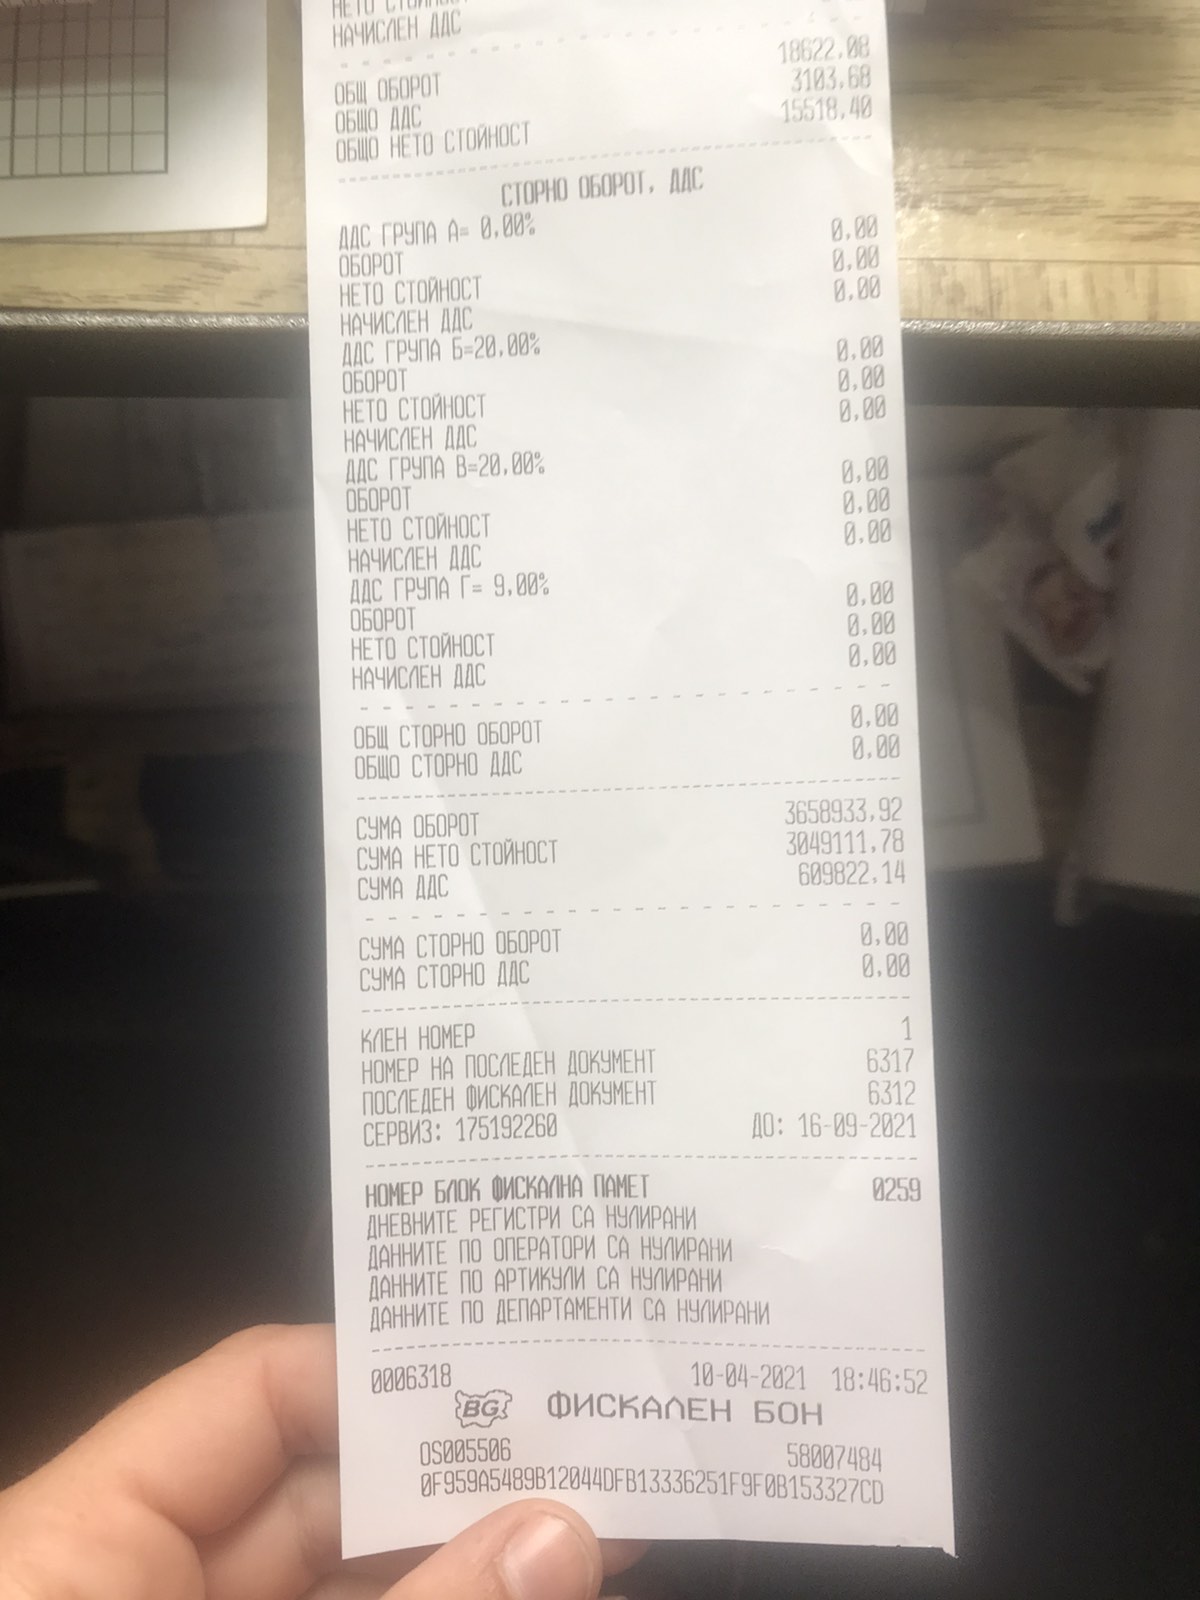 НЕТО СТОЙНОСТ
НАЧИСЛЕН ДДС
ОБЩ ОБОРОТ 18622.08
ОБЩО ДДС 3103.68
ОБЩО НЕТО СТОЙНОСТ 15518.40
СТОРНО ОБОРОТ, ДДС
ДДС ГРУПА А= 0.00%
ОБОРОТ 0.00
НЕТО СТОЙНОСТ 0.00
НАЧИСЛЕН ДДС 0.00
ДДС ГРУПА Б=20.00%
ОБОРОТ 0.00
НЕТО СТОЙНОСТ 0.00
НАЧИСЛЕН ДДС 0.00
ДДС ГРУПА В=20.00%
ОБОРОТ 0.00
НЕТО СТОЙНОСТ 0.00
НАЧИСЛЕН ДДС 0.00
ДДС ГРУПА Г= 9.00%
ОБОРОТ 0.00
НЕТО СТОЙНОСТ 0.00
НАЧИСЛЕН ДДС 0.00
ОБЩ СТОРНО ОБОРОТ 0.00
ОБЩО СТОРНО ДДС 0.00
СУМА ОБОРОТ 3658933.92
СУМА НЕТО СТОЙНОСТ 3049111.78
СУМА ДДС 609822.14
СУМА СТОРНО ОБОРОТ 0.00
СУМА СТОРНО ДДС 0.00
КЛЕН НОМЕР 1
НОМЕР НА ПОСЛЕДЕН ДОКУМЕНТ 6317
ПОСЛЕДЕН ФИСКАЛЕН ДОКУМЕНТ 6312
СЕРВИЗ: 175192260 ДО: 16-09-2021
НОМЕР БЛОК ФИСКАЛНА ПАМЕТ 0259
ДНЕВНИТЕ РЕГИСТРИ СА НУЛИРАНИ
ДАННИТЕ ПО ОПЕРАТОРИ СА НУЛИРАНИ
ДАННИТЕ ПО АРТИКУЛИ СА НУЛИРАНИ
ДАННИТЕ ПО ДЕПАРТАМЕНТИ СА НУЛИРАНИ
0006318 10-04-2021 18:46:52
BG ФИСКАЛЕН БОН
OS005506 58007484
0F959A5489B12044DFB13336251F9F0B153327CD